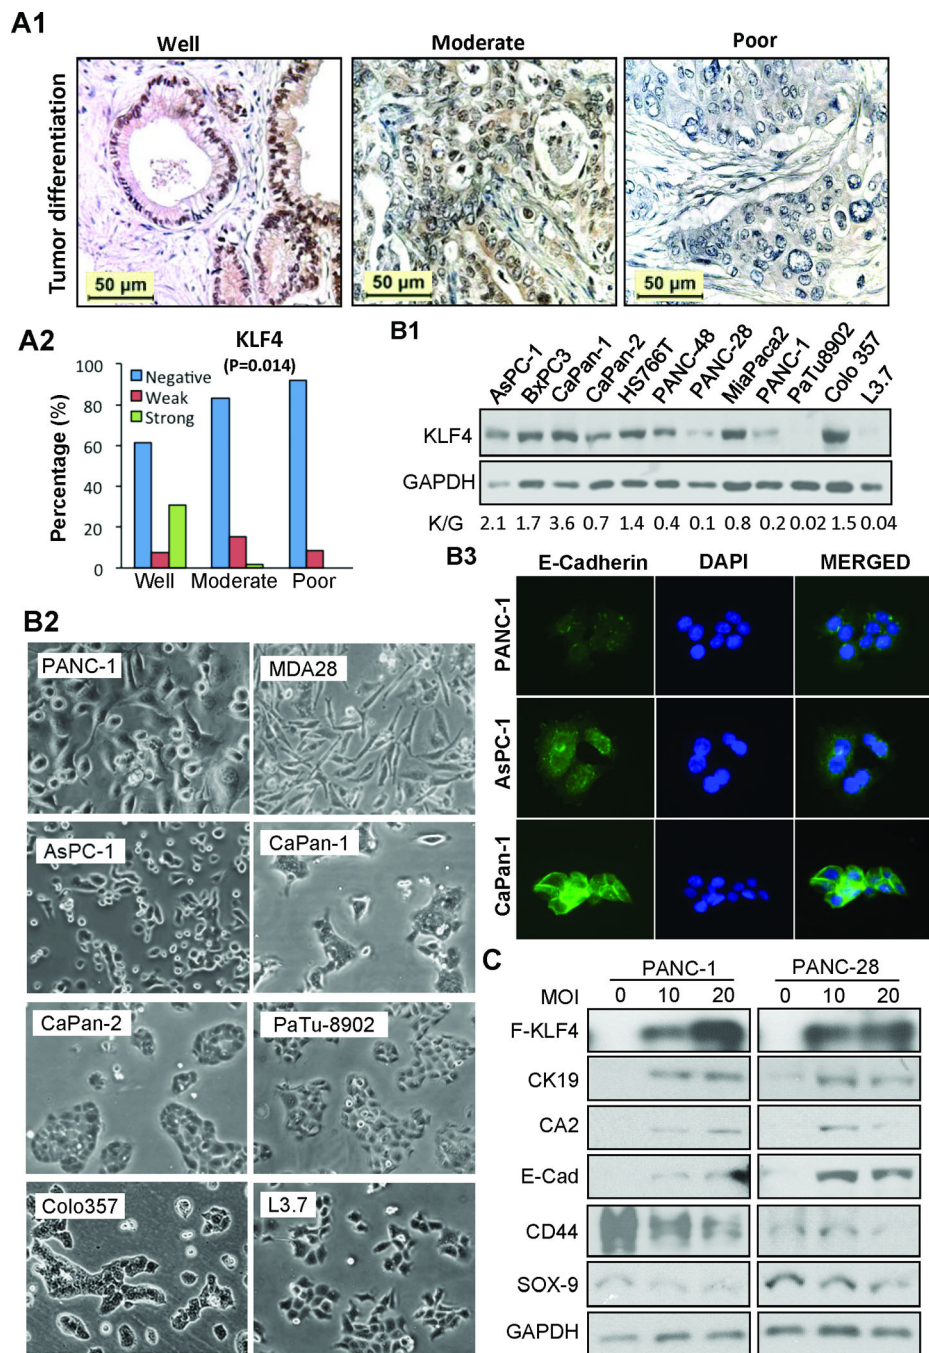 A1
Well Moderate Poor
Tumor differentiation
50 µm 50 µm 50 µm
A2
KLF4
(P=0.014)
Negative
Weak
Strong
Percentage (%)
100
80
60
40
20
0
Well Moderate Poor
B1
AsPC-1 BxPC3 CaPan-1 CaPan-2 HS766T PANC-48 PANC-28 MiaPaca2 PANC-1 PaTu8902 Colo 357 L3.7
KLF4
GAPDH
K/G 2.1 1.7 3.6 0.7 1.4 0.4 0.1 0.8 0.2 0.02 1.5 0.04
B2
PANC-1 MDA28
AsPC-1 CaPan-1
CaPan-2 PaTu-8902
Colo357 L3.7
B3
E-Cadherin DAPI MERGED
PANC-1
AsPC-1
CaPan-1
C
PANC-1 PANC-28
MOI 0 10 20 0 10 20
F-KLF4
CK19
CA2
E-Cad
CD44
SOX-9
GAPDH